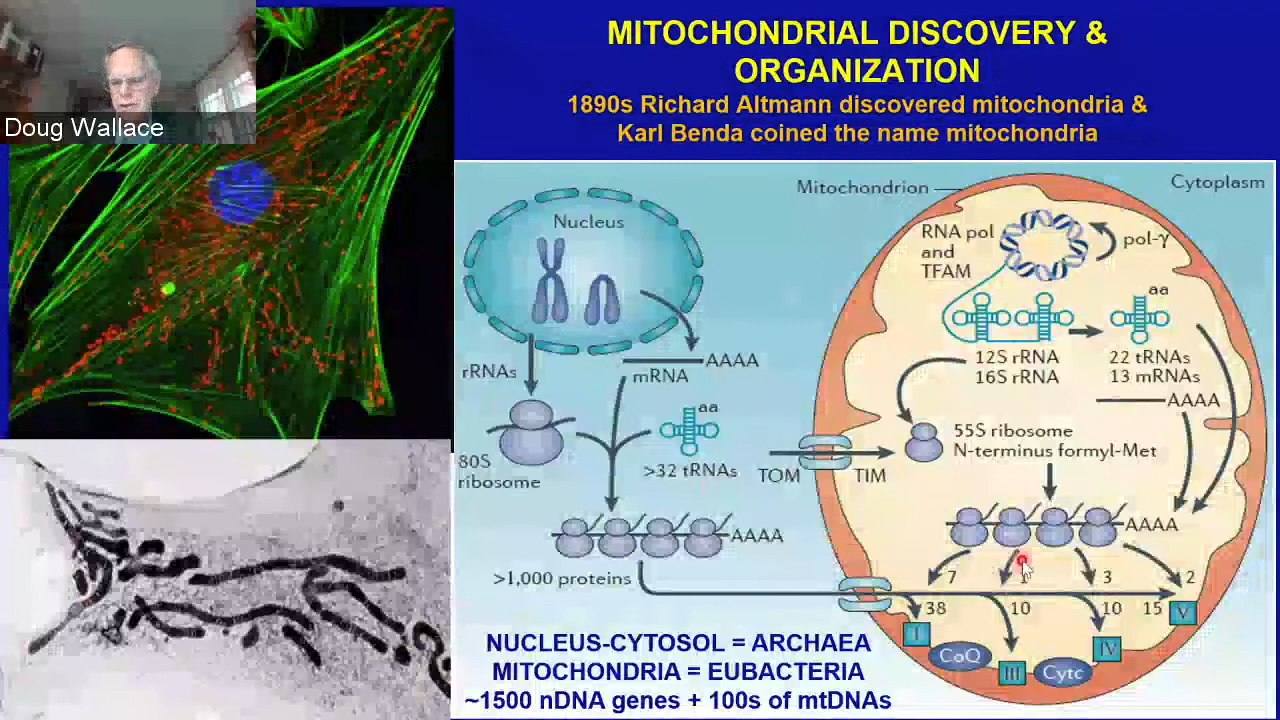 Doug Wallace
MITOCHONDRIAL DISCOVERY &
ORGANIZATION
1890s Richard Altmann discovered mitochondria &
Karl Benda coined the name mitochondria
Mitochondrion
Cytoplasm
Nucleus
RNA pol
and
TFAM
pol-γ
aa
rRNAs
AAAA
mRNA
12S rRNA
16S rRNA
22 tRNAs
13 mRNAs
AAAA
aa
80S
ribosome
>32 tRNAs
TOM
TIM
55S ribosome
N-terminus formyl-Met
AAAA
AAAA
>1,000 proteins
7
1
3
2
38
10
10
15
I
CoQ
III
Cytc
IV
V
NUCLEUS-CYTOSOL = ARCHAEA
MITOCHONDRIA = EUBACTERIA
~1500 nDNA genes + 100s of mtDNAs